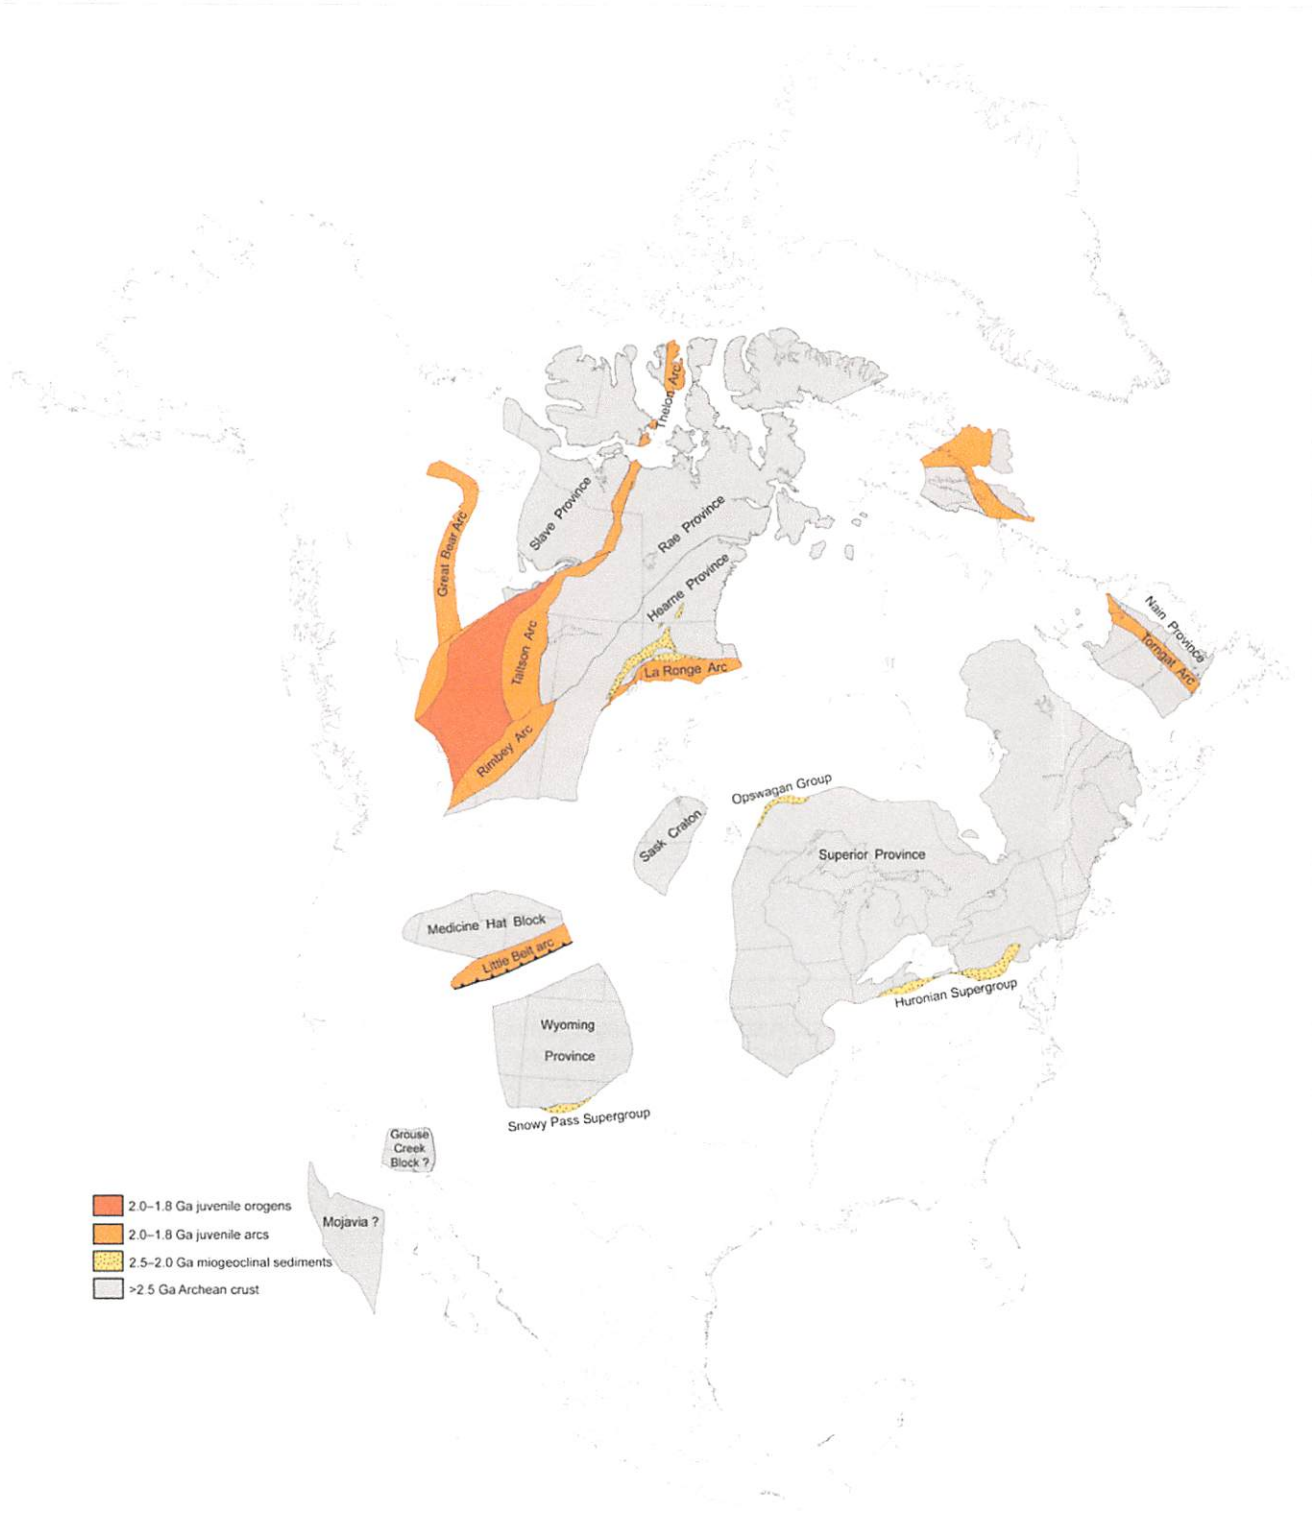 Thelon Arc
Slave Province
Great Bear Arc
Rae Province
Hearne Province
Nain Province
Taltson Arc
Torngat Arc
La Ronge Arc
Rimbey Arc
Opswagan Group
Sask Craton
Superior Province
Medicine Hat Block
Little Belt arc
Huronian Supergroup
Wyoming
Province
Snowy Pass Supergroup
Grouse
Creek
Block ?
Mojavia ?
2.0–1.8 Ga juvenile orogens
2.0–1.8 Ga juvenile arcs
2.5–2.0 Ga miogeoclinal sediments
>2.5 Ga Archean crust